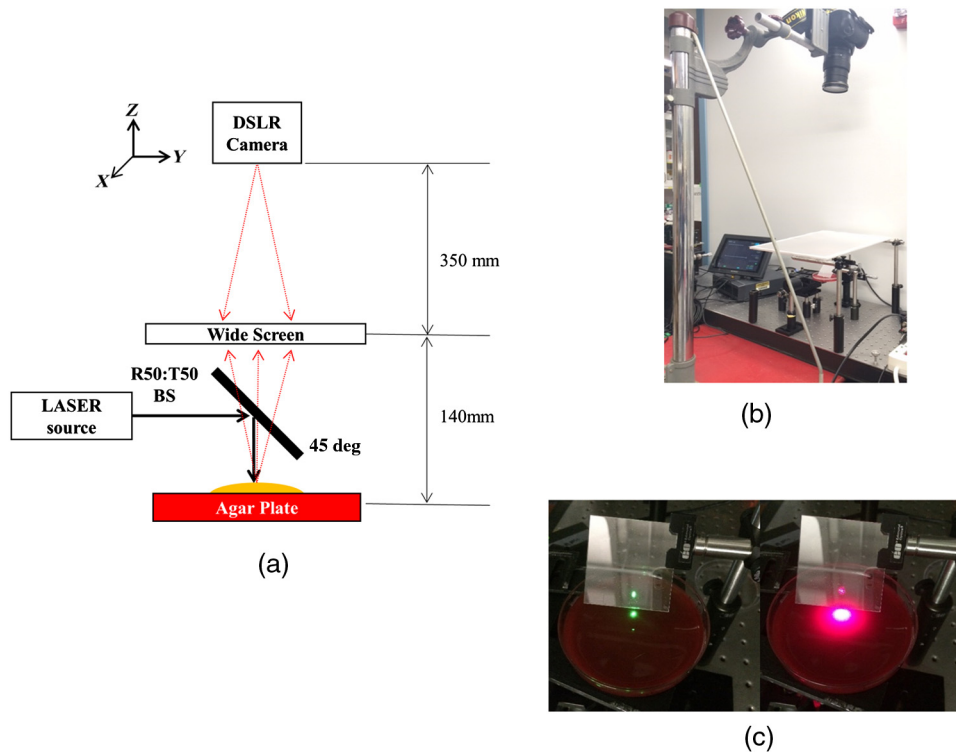 DSLR
Camera
Z
Y
X
350 mm
Wide Screen
R50:T50
BS
LASER
source
140mm
45 deg
Agar Plate
(a)
(b)
(c)